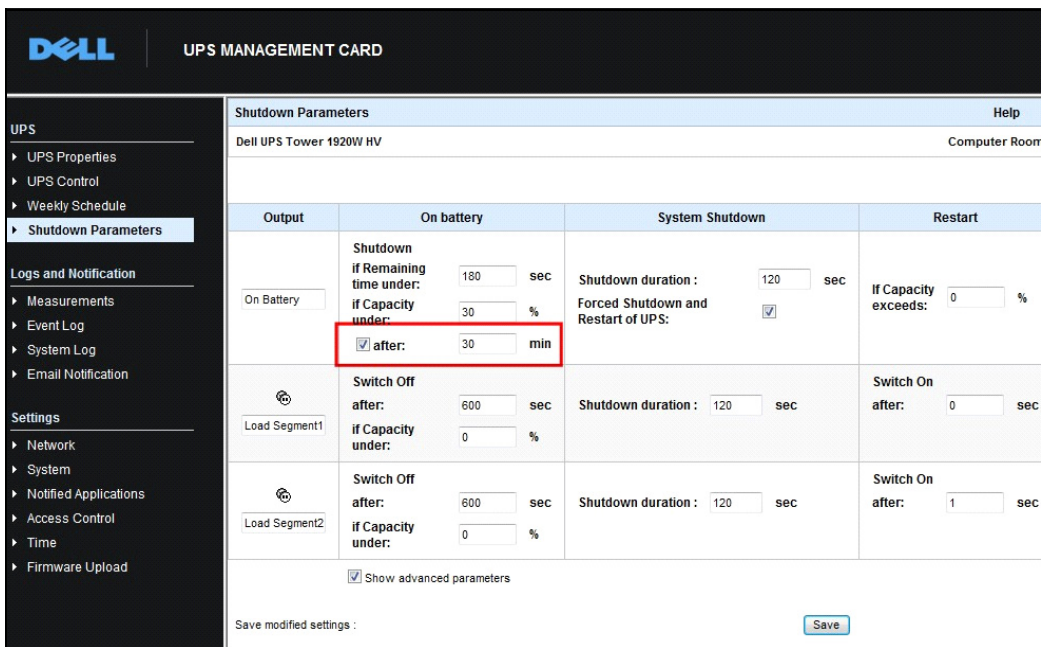 DELL
UPS MANAGEMENT CARD
UPS
UPS Properties
UPS Control
Weekly Schedule
Shutdown Parameters
Logs and Notification
Measurements
Event Log
System Log
Email Notification
Settings
Network
System
Notified Applications
Access Control
Time
Firmware Upload
Shutdown Parameters Help
Dell UPS Tower 1920W HV Computer Room
Output On battery System Shutdown Restart
On Battery
Shutdown
if Remaining
time under: 180 sec
if Capacity
under: 30 %
after: 30 min
Shutdown duration : 120 sec
Forced Shutdown and
Restart of UPS:
If Capacity
exceeds: 0 %
Load Segment1
Switch Off
after: 600 sec
if Capacity
under: 0 %
Shutdown duration : 120 sec
Switch On
after: 0 sec
Load Segment2
Switch Off
after: 600 sec
if Capacity
under: 0 %
Shutdown duration : 120 sec
Switch On
after: 1 sec
Show advanced parameters
Save modified settings : Save